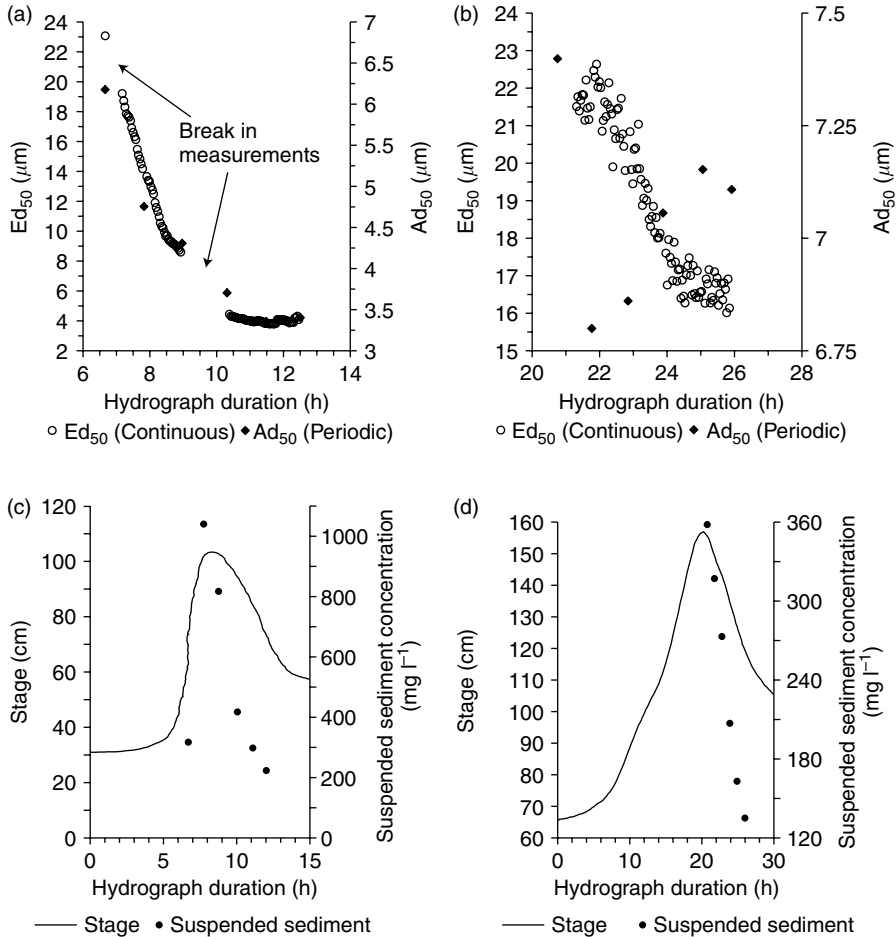 (a)
24
22
20
18
16
14
12
10
8
6
4
2
Ed50 (μm)
7
6.5
6
5.5
5
4.5
4
3.5
3
Ad50 (μm)
Break in
measurements
4 6 8 10 12 14
Hydrograph duration (h)
Ed50 (Continuous) Ad50 (Periodic)
(b)
24
23
22
21
20
19
18
17
16
15
Ed50 (μm)
7.5
7.25
7
6.75
Ad50 (μm)
20 22 24 26 28
Hydrograph duration (h)
Ed50 (Continuous) Ad50 (Periodic)
(c)
120
100
80
60
40
20
0
Stage (cm)
1000
800
600
400
200
0
Suspended sediment concentration
(mg l–1)
0 5 10 15
Hydrograph duration (h)
Stage Suspended sediment
(d)
160
150
140
130
120
110
100
90
80
70
60
Stage (cm)
360
300
240
180
120
Suspended sediment concentration
(mg l–1)
0 10 20 30
Hydrograph duration (h)
Stage Suspended sediment